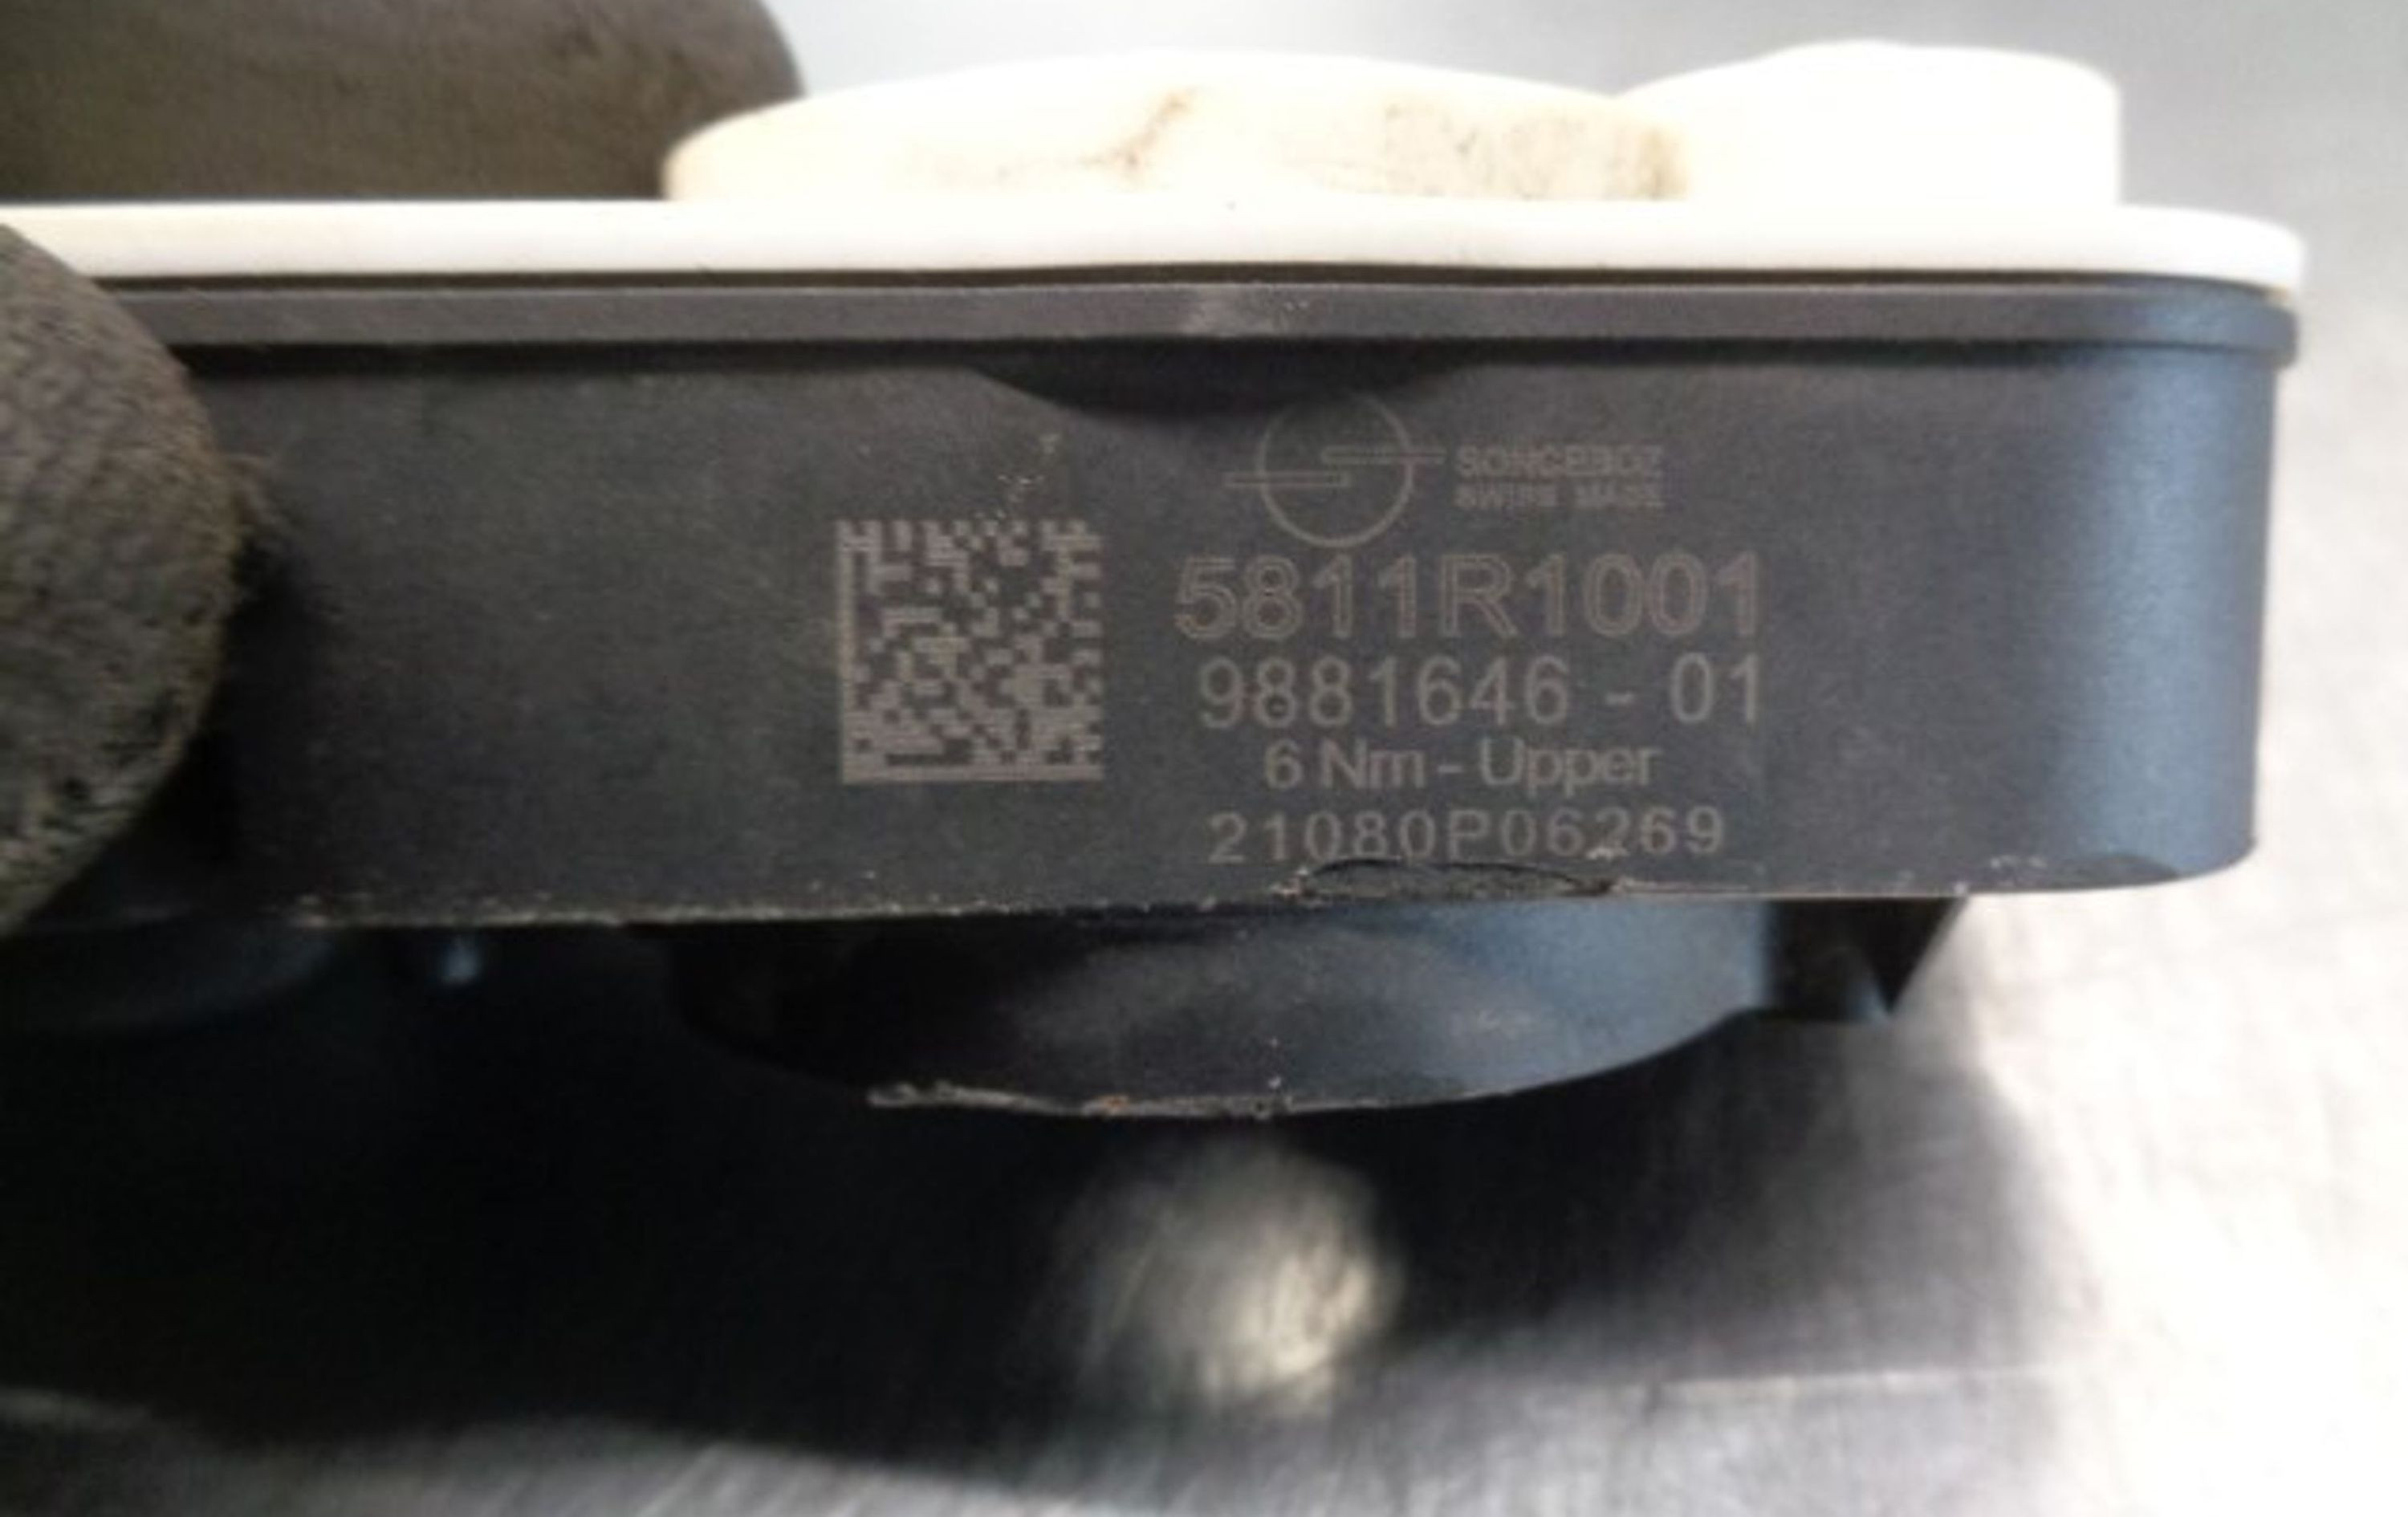 SONCEBOZ
SWISS MADE
5811R1001
9881646 - 01
6 Nm - Upper
21080P06269